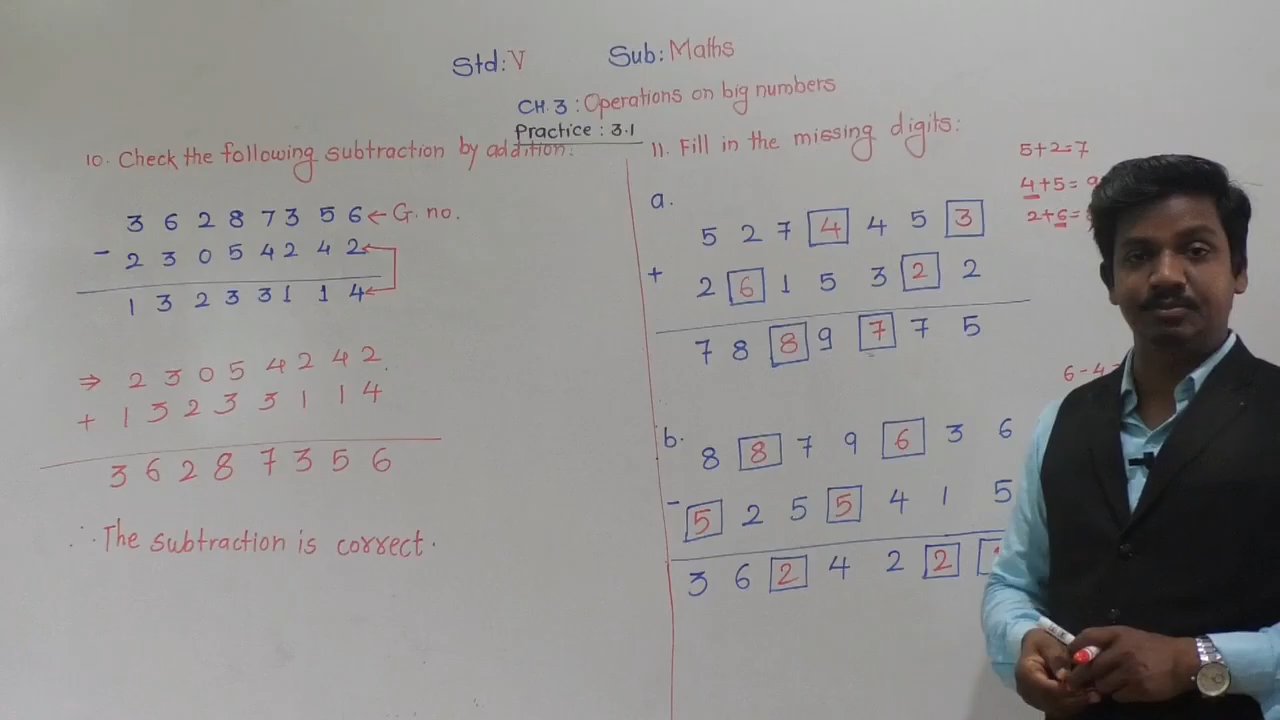 Std: V Sub: Maths
CH. 3 : Operations on big numbers
Practice : 3.1
10. Check the following subtraction by addition:
3 6 2 8 7 3 5 6 ← G. no.
- 2 3 0 5 4 2 4 2
1 3 2 3 3 1 1 4
⇒ 2 3 0 5 4 2 4 2
+ 1 3 2 3 3 1 1 4
3 6 2 8 7 3 5 6
∴ The subtraction is correct.
11. Fill in the missing digits:
5+2=7
4+5=
2+6=
a.
5 2 7 4 4 5 3
+ 2 6 1 5 3 2 2
7 8 8 9 7 7 5
6-4
b.
8 8 7 9 6 3 6
- 5 2 5 5 4 1 5
3 6 2 4 2 2